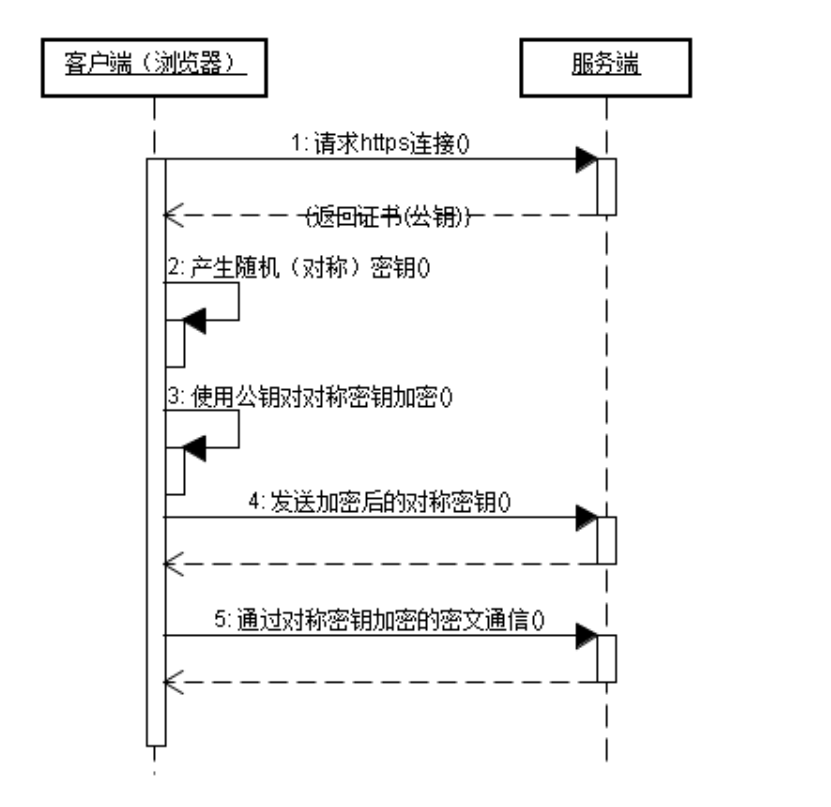 客户端（浏览器）
服务端
1: 请求https连接()
{返回证书(公钥)}
2: 产生随机（对称）密钥()
3: 使用公钥对对称密钥加密()
4: 发送加密后的对称密钥()
5: 通过对称密钥加密的密文通信()